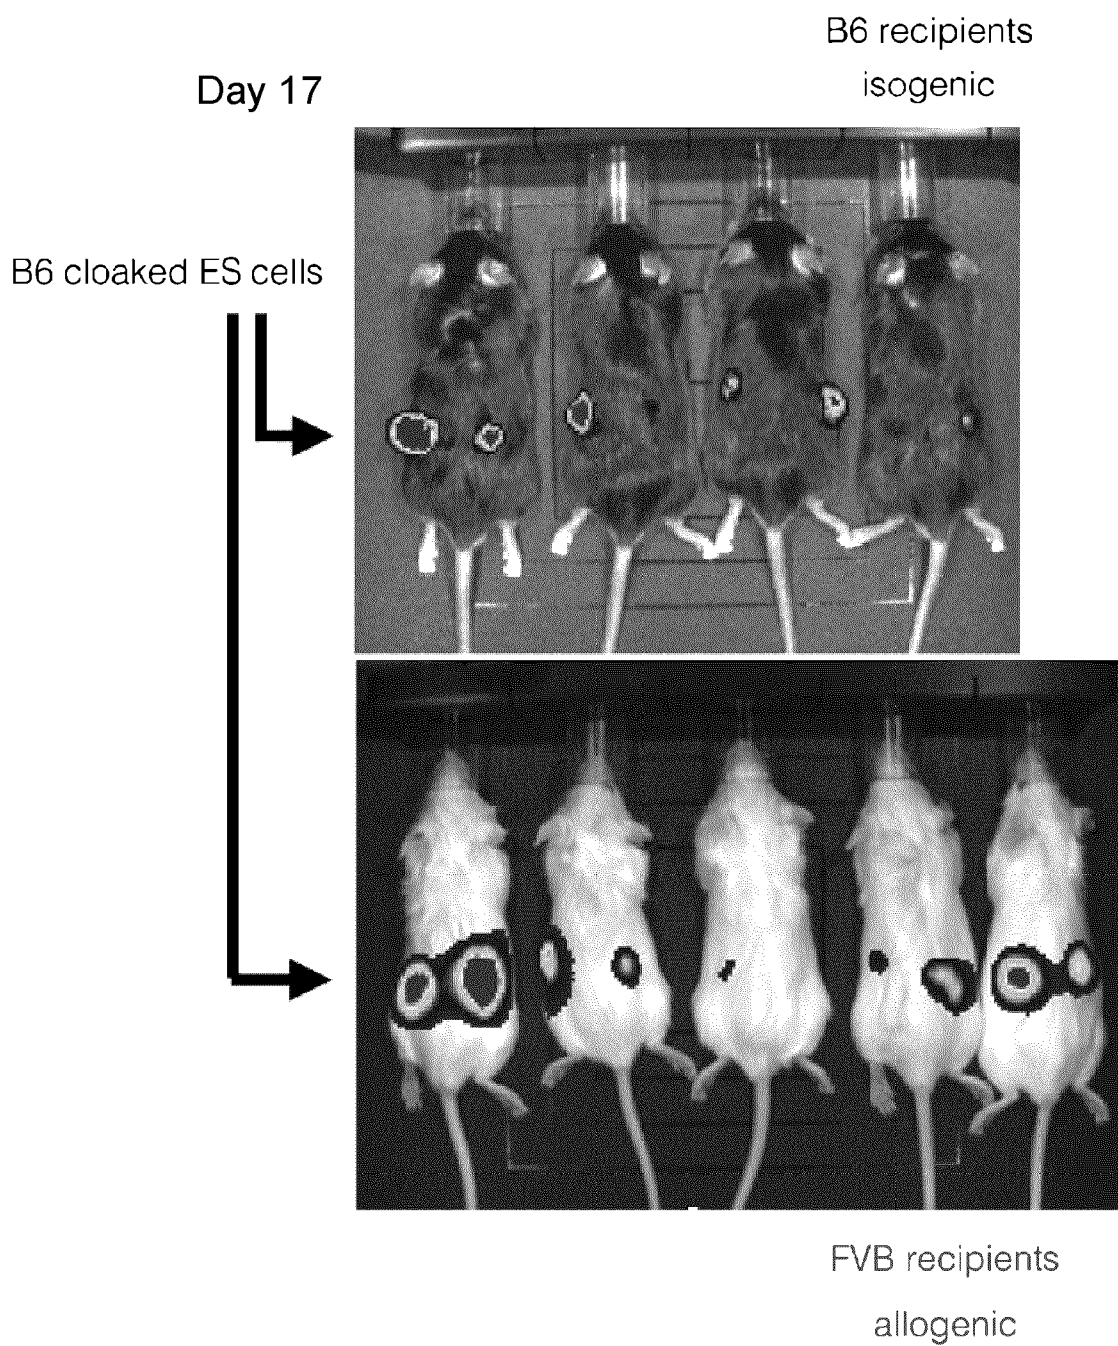 B6 recipients
isogenic
Day 17
B6 cloaked ES cells
FVB recipients
allogenic